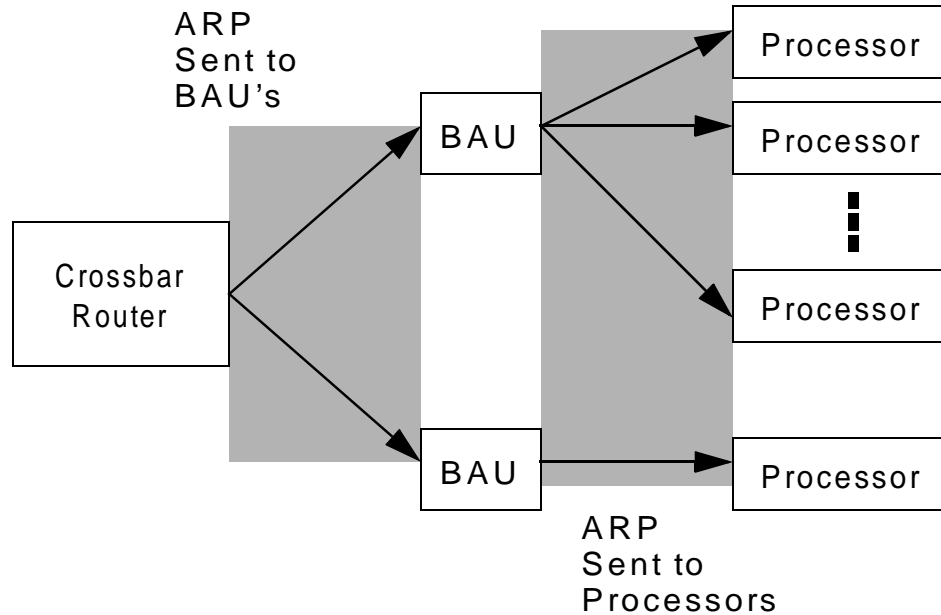 ARP
Sent to
BAU's
Processor
BAU
Processor
Crossbar
Router
Processor
BAU
Processor
ARP
Sent to
Processors